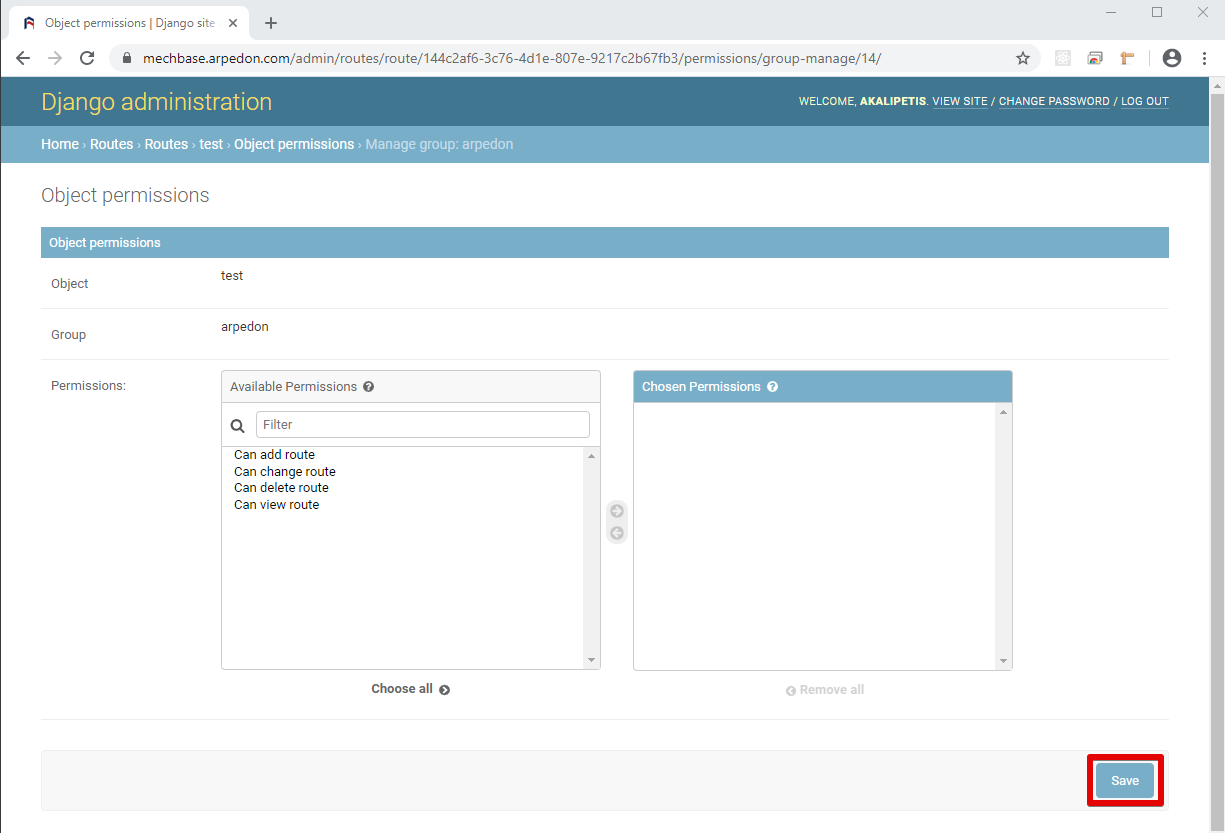 Object permissions | Django site
mechbase.arpedon.com/admin/routes/route/144c2af6-3c76-4d1e-807e-9217c2b67fb3/permissions/group-manage/14/
Django administration
WELCOME, AKALIPETIS. VIEW SITE / CHANGE PASSWORD / LOG OUT
Home › Routes › Routes › test › Object permissions › Manage group: arpedon
Object permissions
Object permissions
Object test
Group arpedon
Permissions:
Available Permissions
Filter
Can add route
Can change route
Can delete route
Can view route
Choose all
Chosen Permissions
Remove all
Save